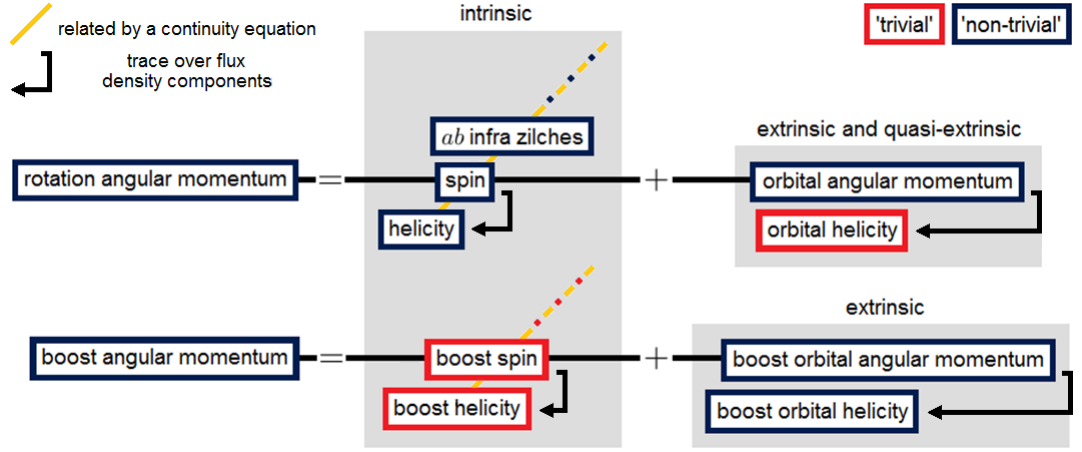 intrinsic
'trivial'
'non-trivial'
related by a continuity equation
trace over flux
density components
ab infra zilches
extrinsic and quasi-extrinsic
rotation angular momentum
=
spin
+
orbital angular momentum
helicity
orbital helicity
extrinsic
boost angular momentum
=
boost spin
+
boost orbital angular momentum
boost helicity
boost orbital helicity